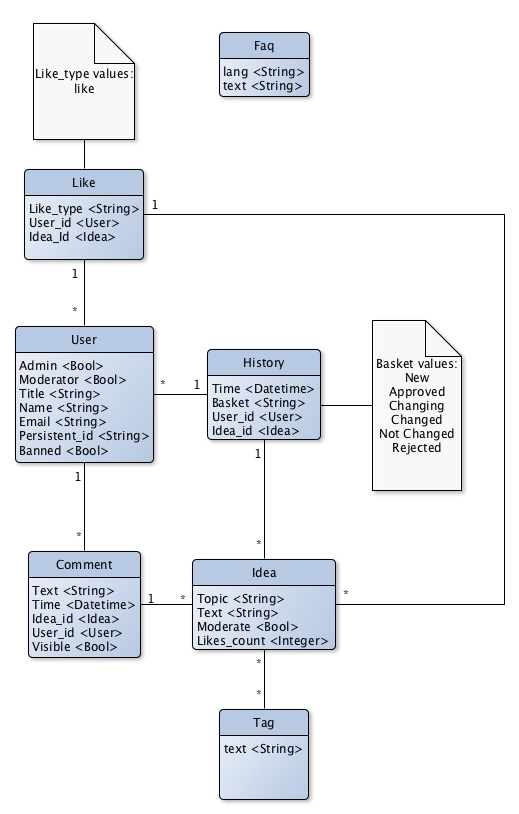 Like_type values:
like
Faq
lang <String>
text <String>
Like
Like_type <String>
User_id <User>
Idea_Id <Idea>
1
1
*
User
Admin <Bool>
Moderator <Bool>
Title <String>
Name <String>
Email <String>
Persistent_id <String>
Banned <Bool>
*
1
History
Time <Datetime>
Basket <String>
User_id <User>
Idea_id <Idea>
Basket values:
New
Approved
Changing
Changed
Not Changed
Rejected
1
*
1
*
Comment
Text <String>
Time <Datetime>
Idea_id <Idea>
User_id <User>
Visible <Bool>
1
*
Idea
Topic <String>
Text <String>
Moderate <Bool>
Likes_count <Integer>
*
*
*
Tag
text <String>